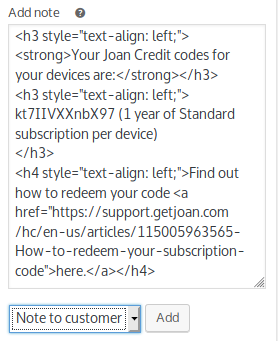 Add note
<h3 style="text-align: left;">
<strong>Your Joan Credit codes for
your devices are:</strong></h3>
<h3 style="text-align: left;">
kt7IIVXXnbX97 (1 year of Standard
subscription per device)
</h3>
<h4 style="text-align: left;">Find out
how to redeem your code <a
href="https://support.getjoan.com
/hc/en-us/articles/115005963565-
How-to-redeem-your-subscription-
code">here.</a></h4>
Note to customer
Add